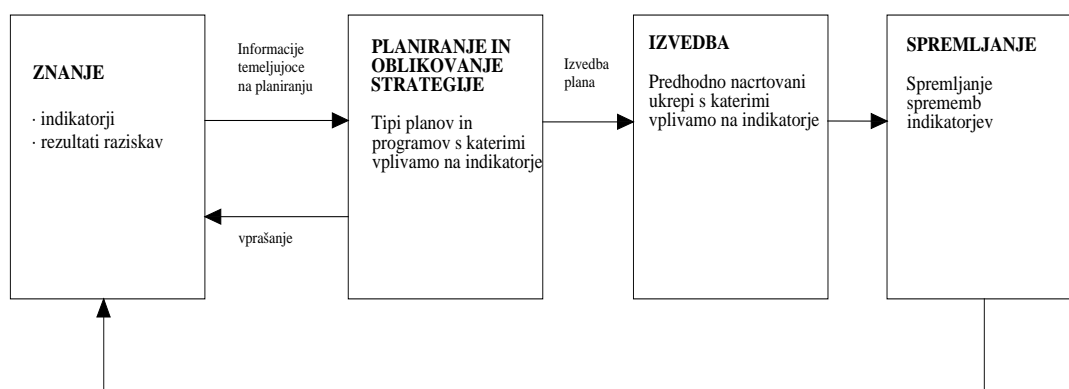 ZNANJE
· indikatorji
· rezultati raziskav
Informacije
temeljujoce
na planiranju
vprašanje
PLANIRANJE IN
OBLIKOVANJE
STRATEGIJE
Tipi planov in
programov s katerimi
vplivamo na indikatorje
Izvedba
plana
IZVEDBA
Predhodno nacrtovani
ukrepi s katerimi
vplivamo na indikatorje
SPREMLJANJE
Spremljanje
sprememb
indikatorjev